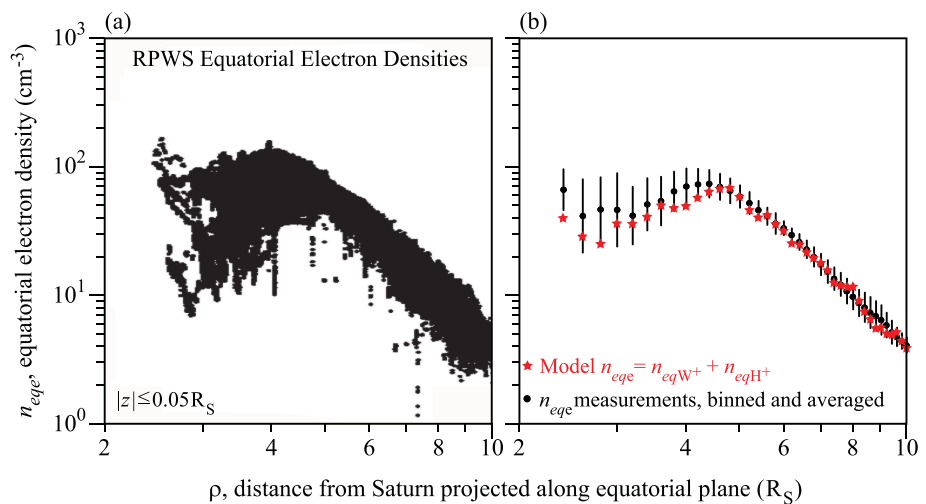 (a)
(b)
RPWS Equatorial Electron Densities
n_eqe, equatorial electron density (cm^-3)
10^3
10^2
10^1
10^0
|z|≤0.05R_S
★ Model n_eqe = n_eqW+ + n_eqH+
● n_eqe measurements, binned and averaged
2 4 6 8 10
2 4 6 8 10
ρ, distance from Saturn projected along equatorial plane (R_S)